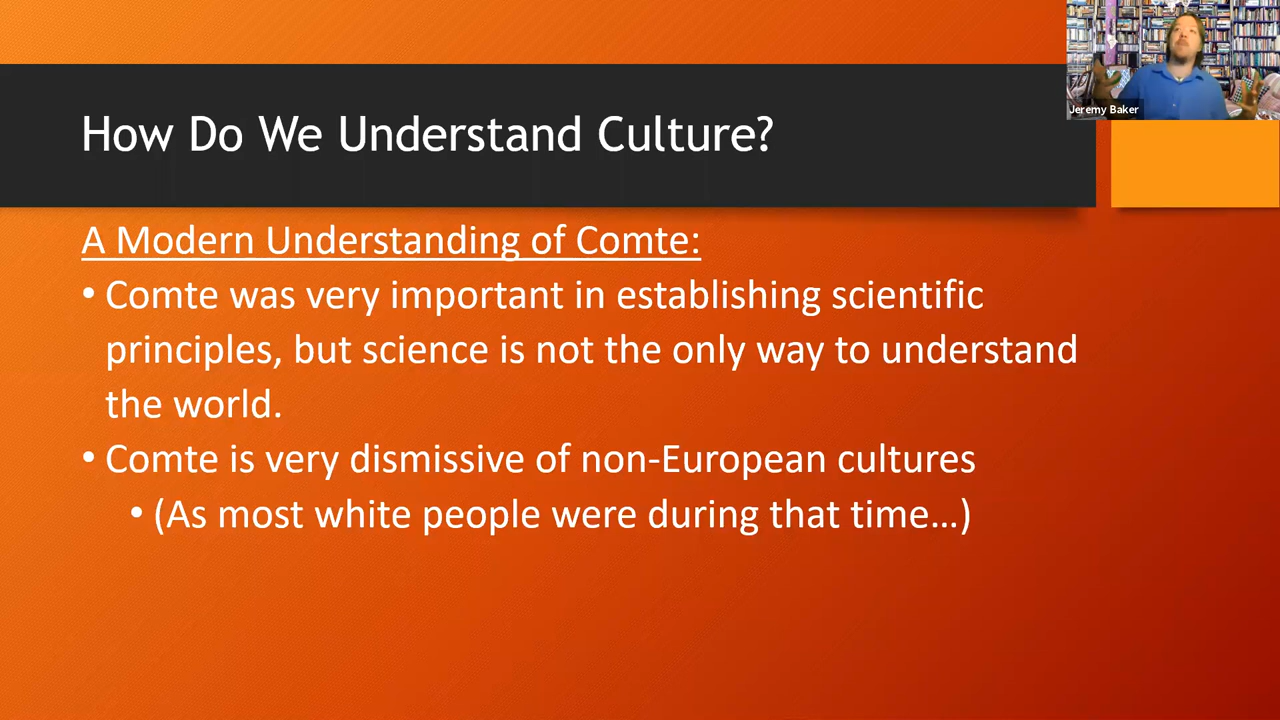 Jeremy Baker
How Do We Understand Culture?
A Modern Understanding of Comte:
• Comte was very important in establishing scientific
principles, but science is not the only way to understand
the world.
• Comte is very dismissive of non-European cultures
• (As most white people were during that time…)